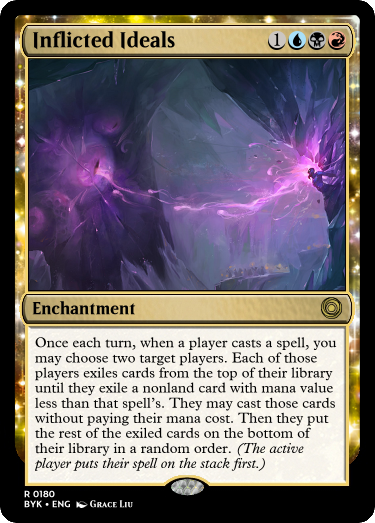 Inflicted Ideals 1
Enchantment
Once each turn, when a player casts a spell, you
may choose two target players. Each of those
players exiles cards from the top of their library
until they exile a nonland card with mana value
less than that spell's. They may cast those cards
without paying their mana cost. Then they put
the rest of the exiled cards on the bottom of
their library in a random order. (The active
player puts their spell on the stack first.)
R 0180
BYK • ENG Grace Liu